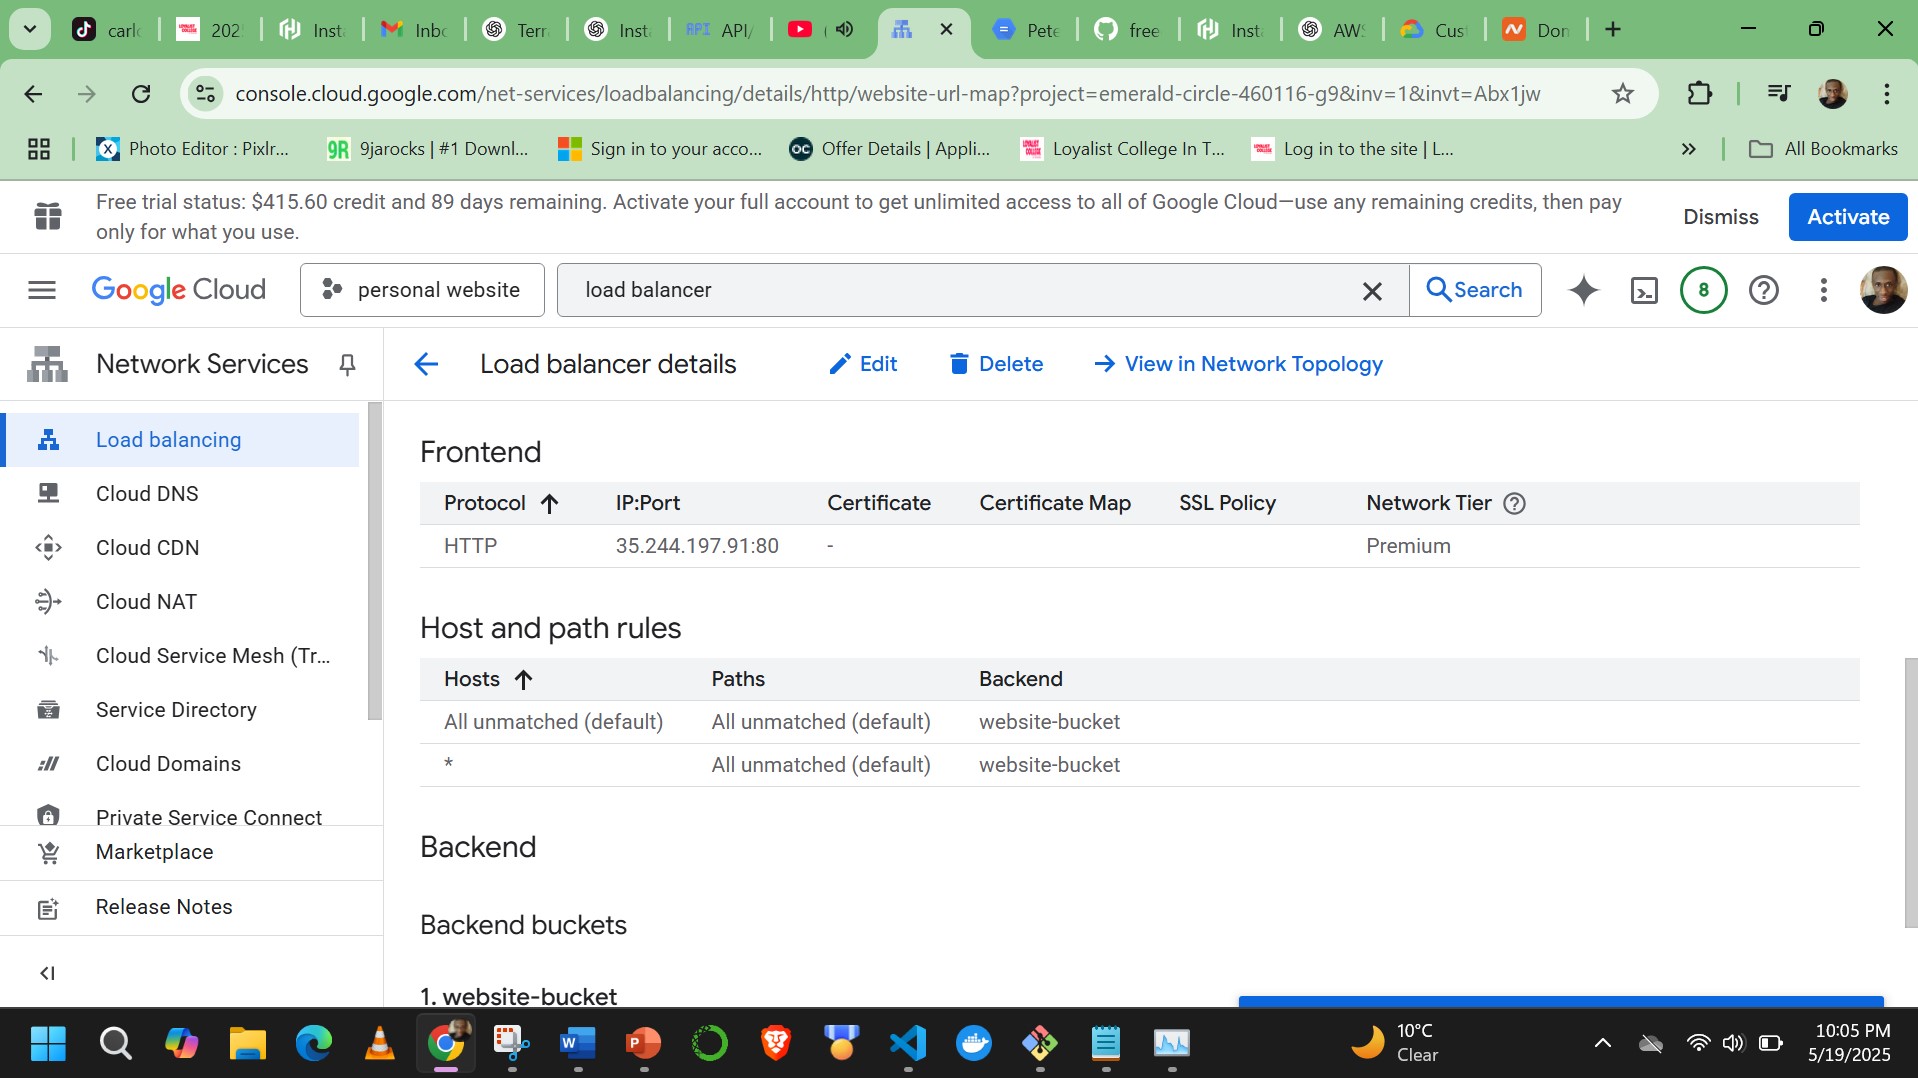 carlo
202
Inst
Inbo
Terr
Inst
API
API/
Pete
free
Inst
AWS
Cus
Don
console.cloud.google.com/net-services/loadbalancing/details/http/website-url-map?project=emerald-circle-460116-g9&inv=1&invt=Abx1jw
Photo Editor : Pixlr...
9R
9jarocks | #1 Downl...
Sign in to your acco...
OC
Offer Details | Appli...
Loyalist College In T...
Log in to the site | L...
All Bookmarks
Free trial status: $415.60 credit and 89 days remaining. Activate your full account to get unlimited access to all of Google Cloud—use any remaining credits, then pay
only for what you use.
Dismiss
Activate
Google Cloud
personal website
load balancer
Search
8
Network Services
Load balancer details
Edit
Delete
View in Network Topology
Load balancing
Cloud DNS
Cloud CDN
Cloud NAT
Cloud Service Mesh (Tr...
Service Directory
Cloud Domains
Private Service Connect
Marketplace
Release Notes
Frontend
Protocol IP:Port Certificate Certificate Map SSL Policy Network Tier
HTTP 35.244.197.91:80 - Premium
Host and path rules
Hosts Paths Backend
All unmatched (default) All unmatched (default) website-bucket
* All unmatched (default) website-bucket
Backend
Backend buckets
1. website-bucket
10°C
Clear
10:05 PM
5/19/2025